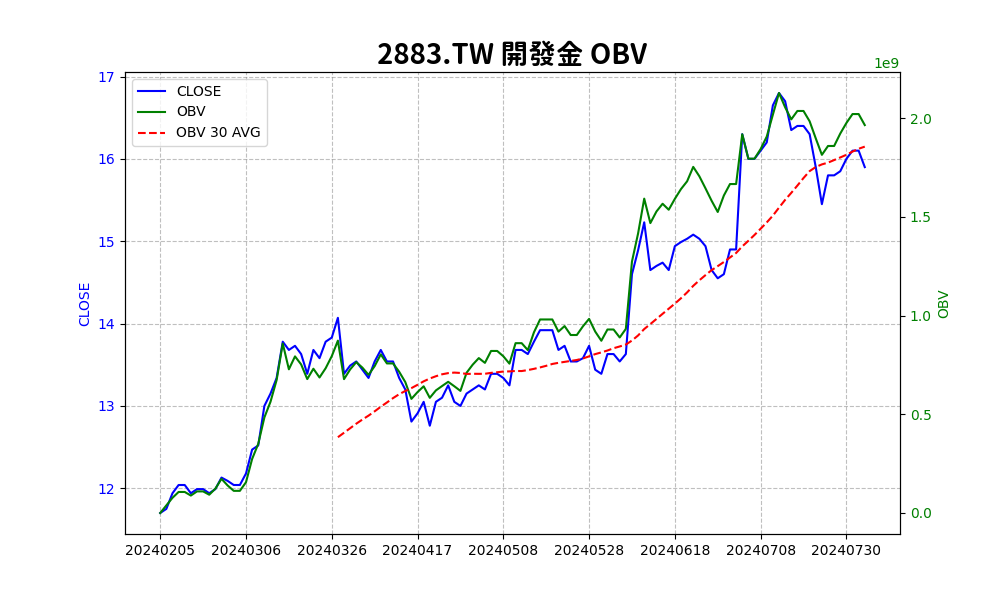 2883.TW 開發金 OBV
1e9
CLOSE
OBV
OBV 30 AVG
17
16
15
14
13
12
CLOSE
2.0
1.5
1.0
0.5
0.0
OBV
20240205 20240306 20240326 20240417 20240508 20240528 20240618 20240708 20240730